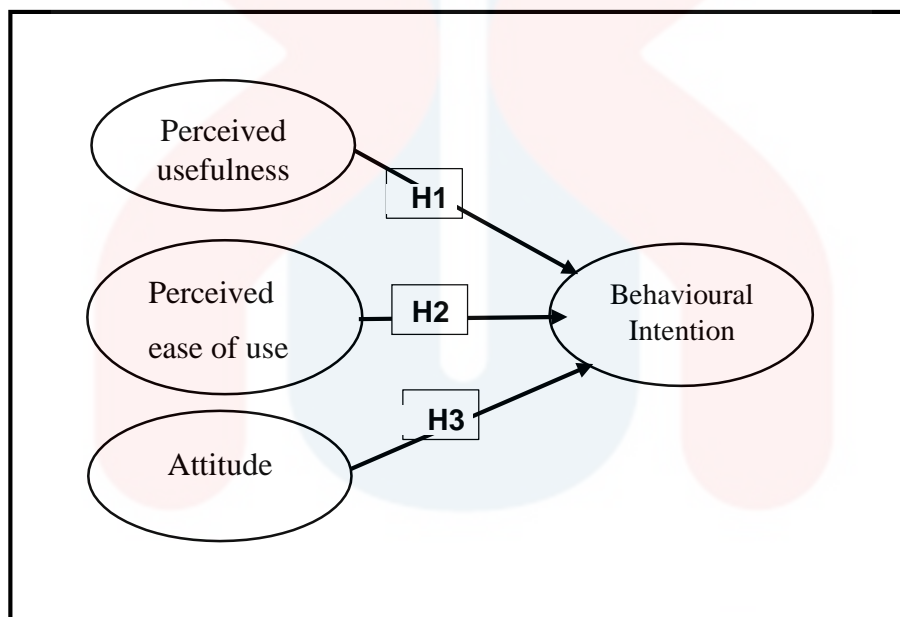 Perceived
usefulness
H1
Perceived
ease of use
H2
Behavioural
Intention
H3
Attitude